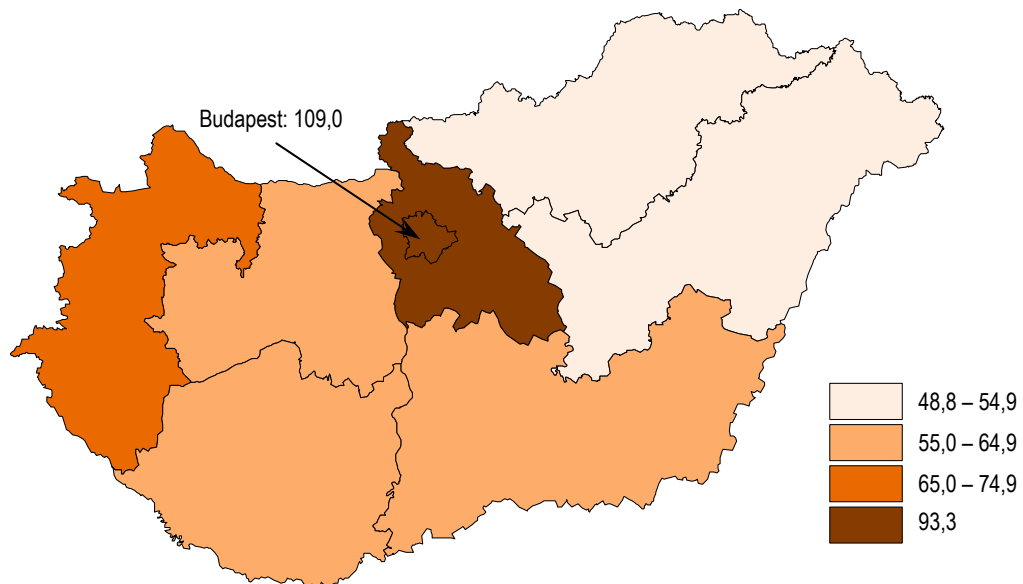 Budapest: 109,0
48,8 – 54,9
55,0 – 64,9
65,0 – 74,9
93,3